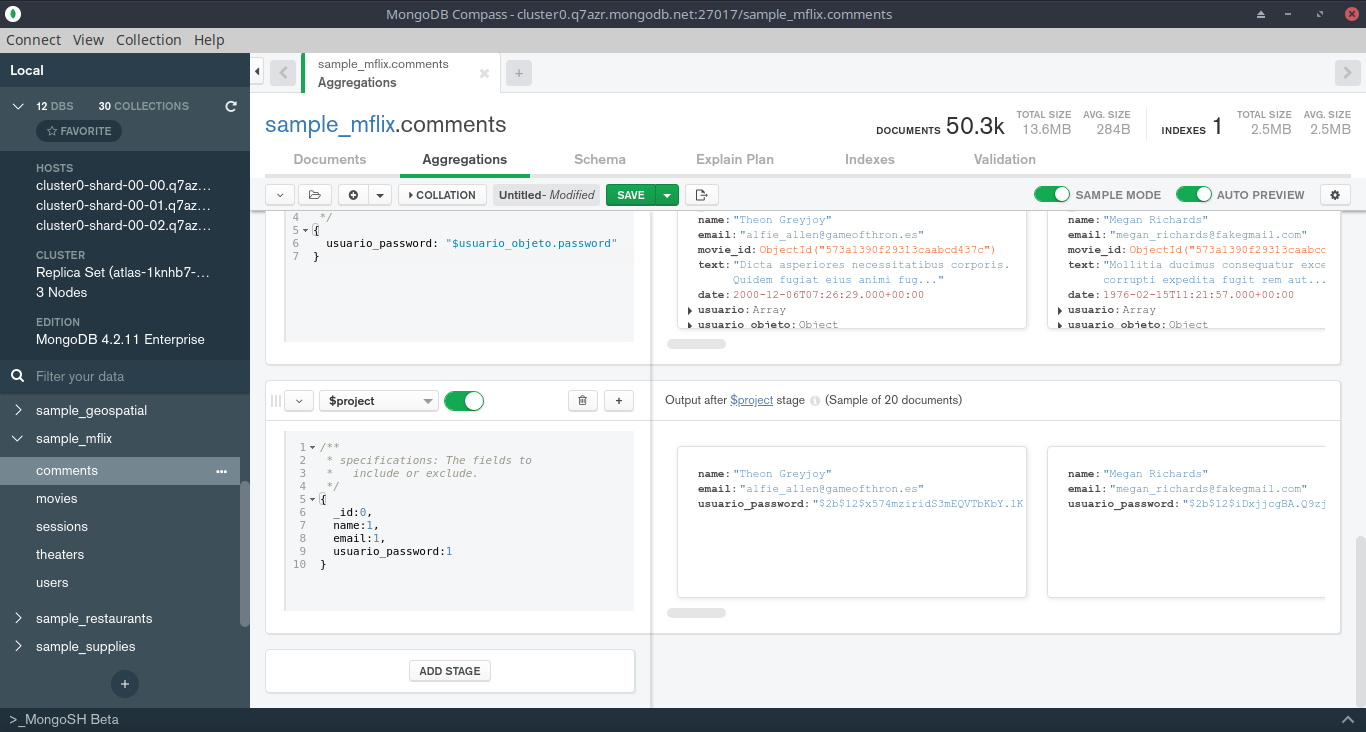 MongoDB Compass - cluster0.q7azr.mongodb.net:27017/sample_mflix.comments
Connect View Collection Help
Local
12 DBS 30 COLLECTIONS
FAVORITE
HOSTS
cluster0-shard-00-00.q7az...
cluster0-shard-00-01.q7az...
cluster0-shard-00-02.q7az...
CLUSTER
Replica Set (atlas-1knhb7-...
3 Nodes
EDITION
MongoDB 4.2.11 Enterprise
Filter your data
sample_geospatial
sample_mflix
comments ...
movies
sessions
theaters
users
sample_restaurants
sample_supplies
+
sample_mflix.comments
Aggregations
+
sample_mflix.comments
DOCUMENTS 50.3k TOTAL SIZE 13.6MB AVG. SIZE 284B INDEXES 1 TOTAL SIZE 2.5MB AVG. SIZE 2.5MB
Documents Aggregations Schema Explain Plan Indexes Validation
COLLATION Untitled- Modified SAVE SAMPLE MODE AUTO PREVIEW
4 */
5 {
6 usuario_password: "$usuario_objeto.password"
7 }
name: "Theon Greyjoy"
email: "alfie_allen@gameofthron.es"
movie_id: ObjectId("573a1390f29313caabcd437c")
text: "Dicta asperiores necessitatibus corporis.
Quidem fugiat eius animi fug..."
date: 2000-12-06T07:26:29.000+00:00
usuario: Array
usuario_objeto: Object
name: "Megan Richards"
email: "megan_richards@fakegmail.com"
movie_id: ObjectId("573a1390f29313caabcd
text: "Mollitia ducimus consequatur exce
corrupti expedita fugit rem aut...
date: 1976-02-15T11:21:57.000+00:00
usuario: Array
usuario_objeto: Object
$project +
Output after $project stage (Sample of 20 documents)
1 /**
2 * specifications: The fields to
3 *   include or exclude.
4 */
5 {
6 _id:0,
7 name:1,
8 email:1,
9 usuario_password:1
10 }
name: "Theon Greyjoy"
email: "alfie_allen@gameofthron.es"
usuario_password: "$2b$12$x574mziridS3mEQVTbKbY.lK
name: "Megan Richards"
email: "megan_richards@fakegmail.com"
usuario_password: "$2b$12$iDxjjcgBA.Q9zj
ADD STAGE
>_MongoSH Beta